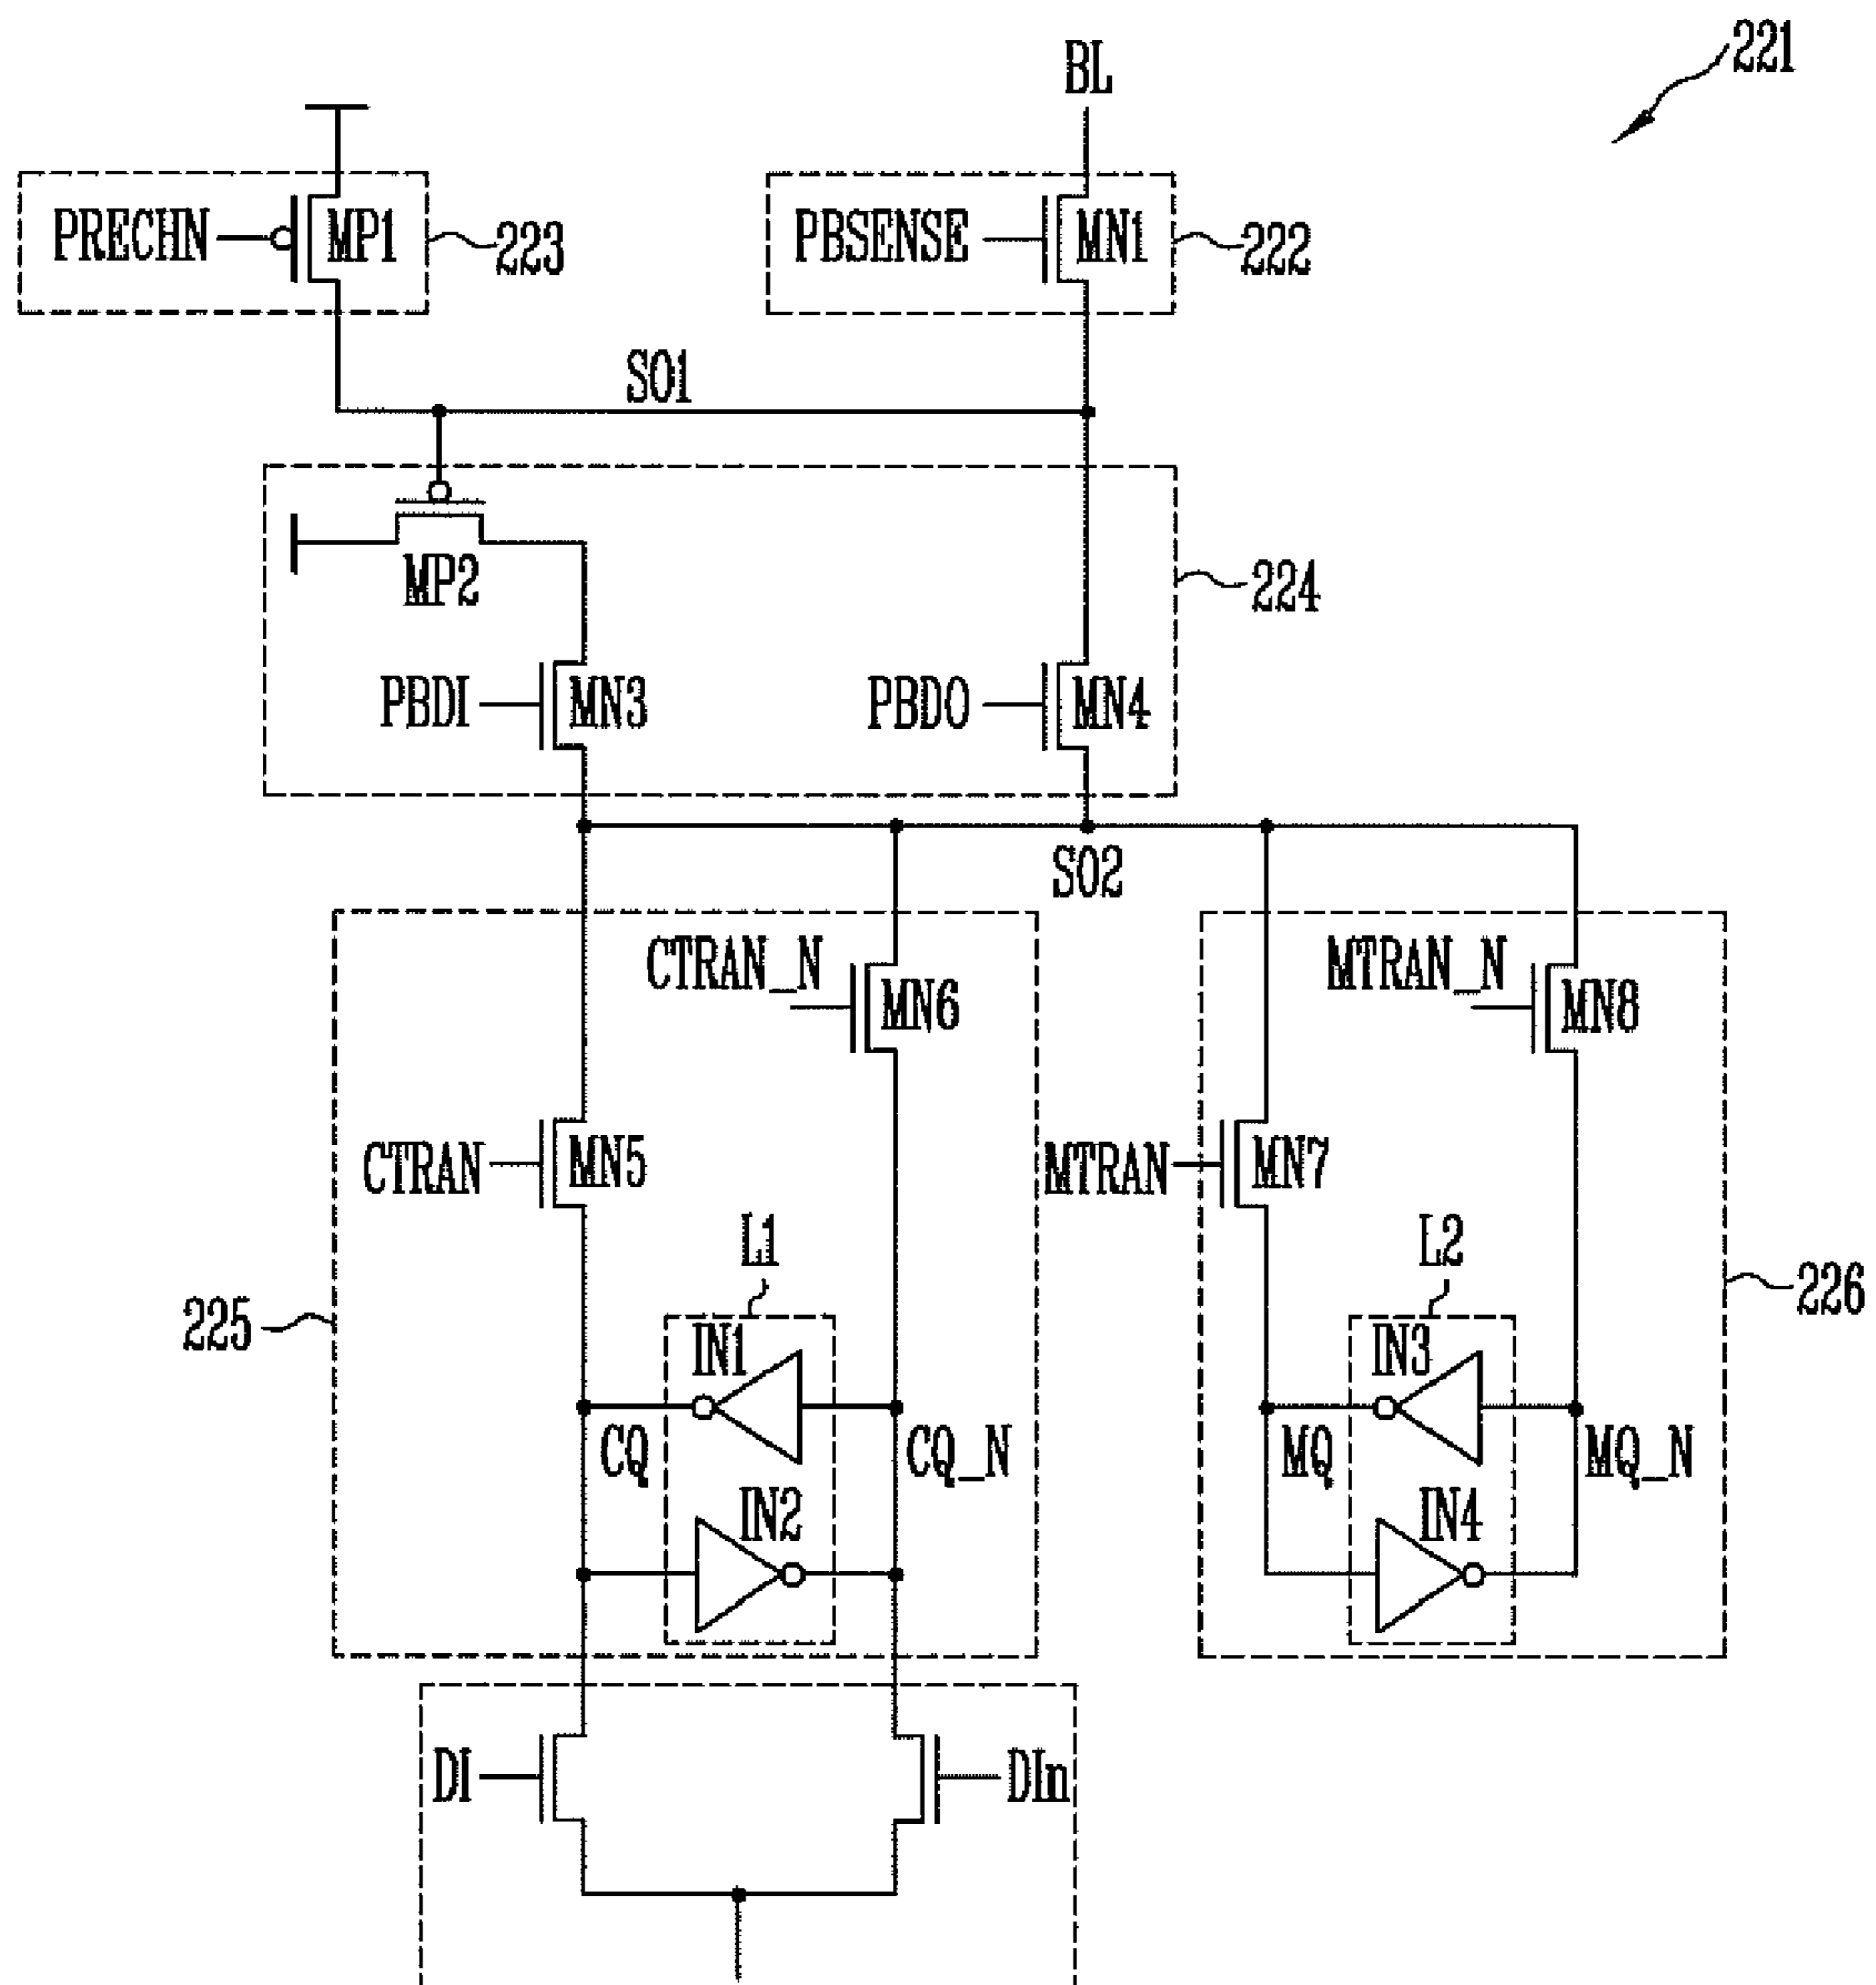 221
BL
PRECHN
MP1
223
PBSENSE
MN1
222
SO1
MP2
224
PBDI
MN3
PBDO
MN4
SO2
CTRAN_N
MN6
MTRAN_N
MN8
CTRAN
MN5
MTRAN
MN7
L1
L2
225
226
IN1
IN3
CQ
CQ_N
MQ
MQ_N
IN2
IN4
DI
DIn